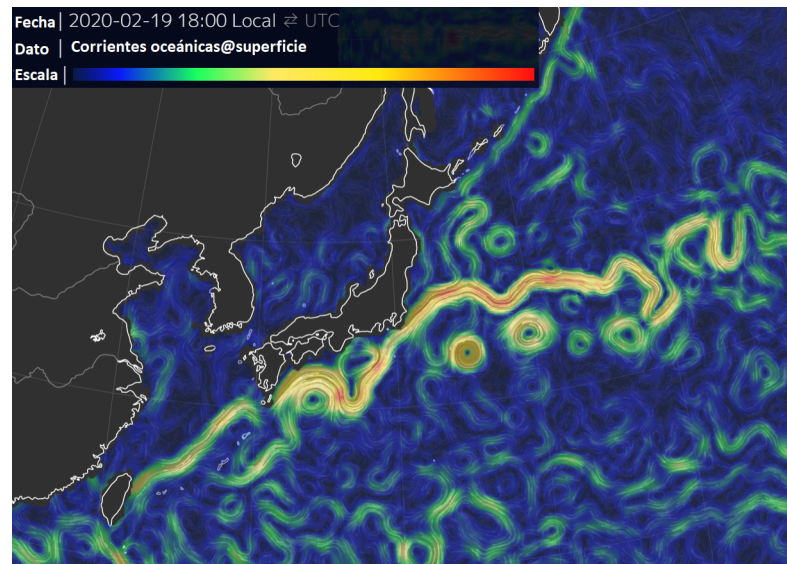 Fecha | 2020-02-19 18:00 Local ⇄ UTC
Dato | Corrientes oceánicas@superficie
Escala |